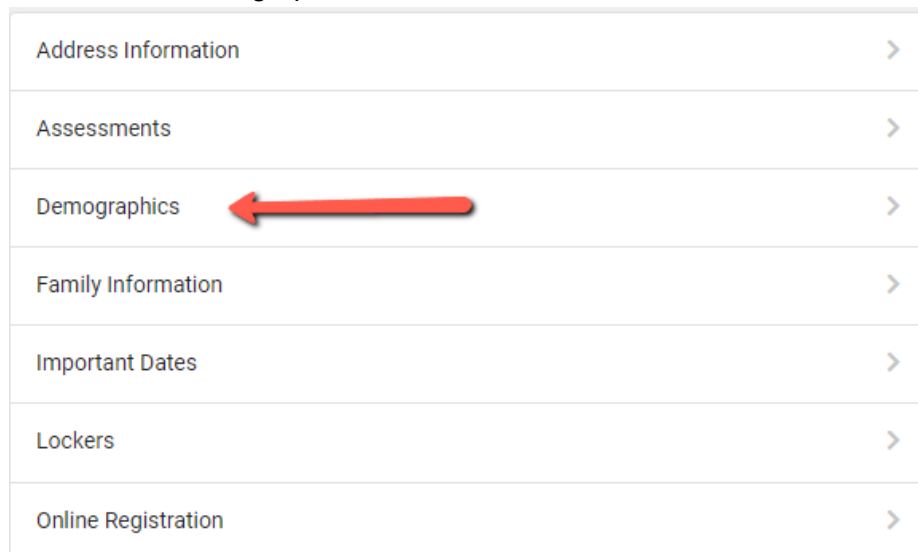 Address Information
Assessments
Demographics
Family Information
Important Dates
Lockers
Online Registration